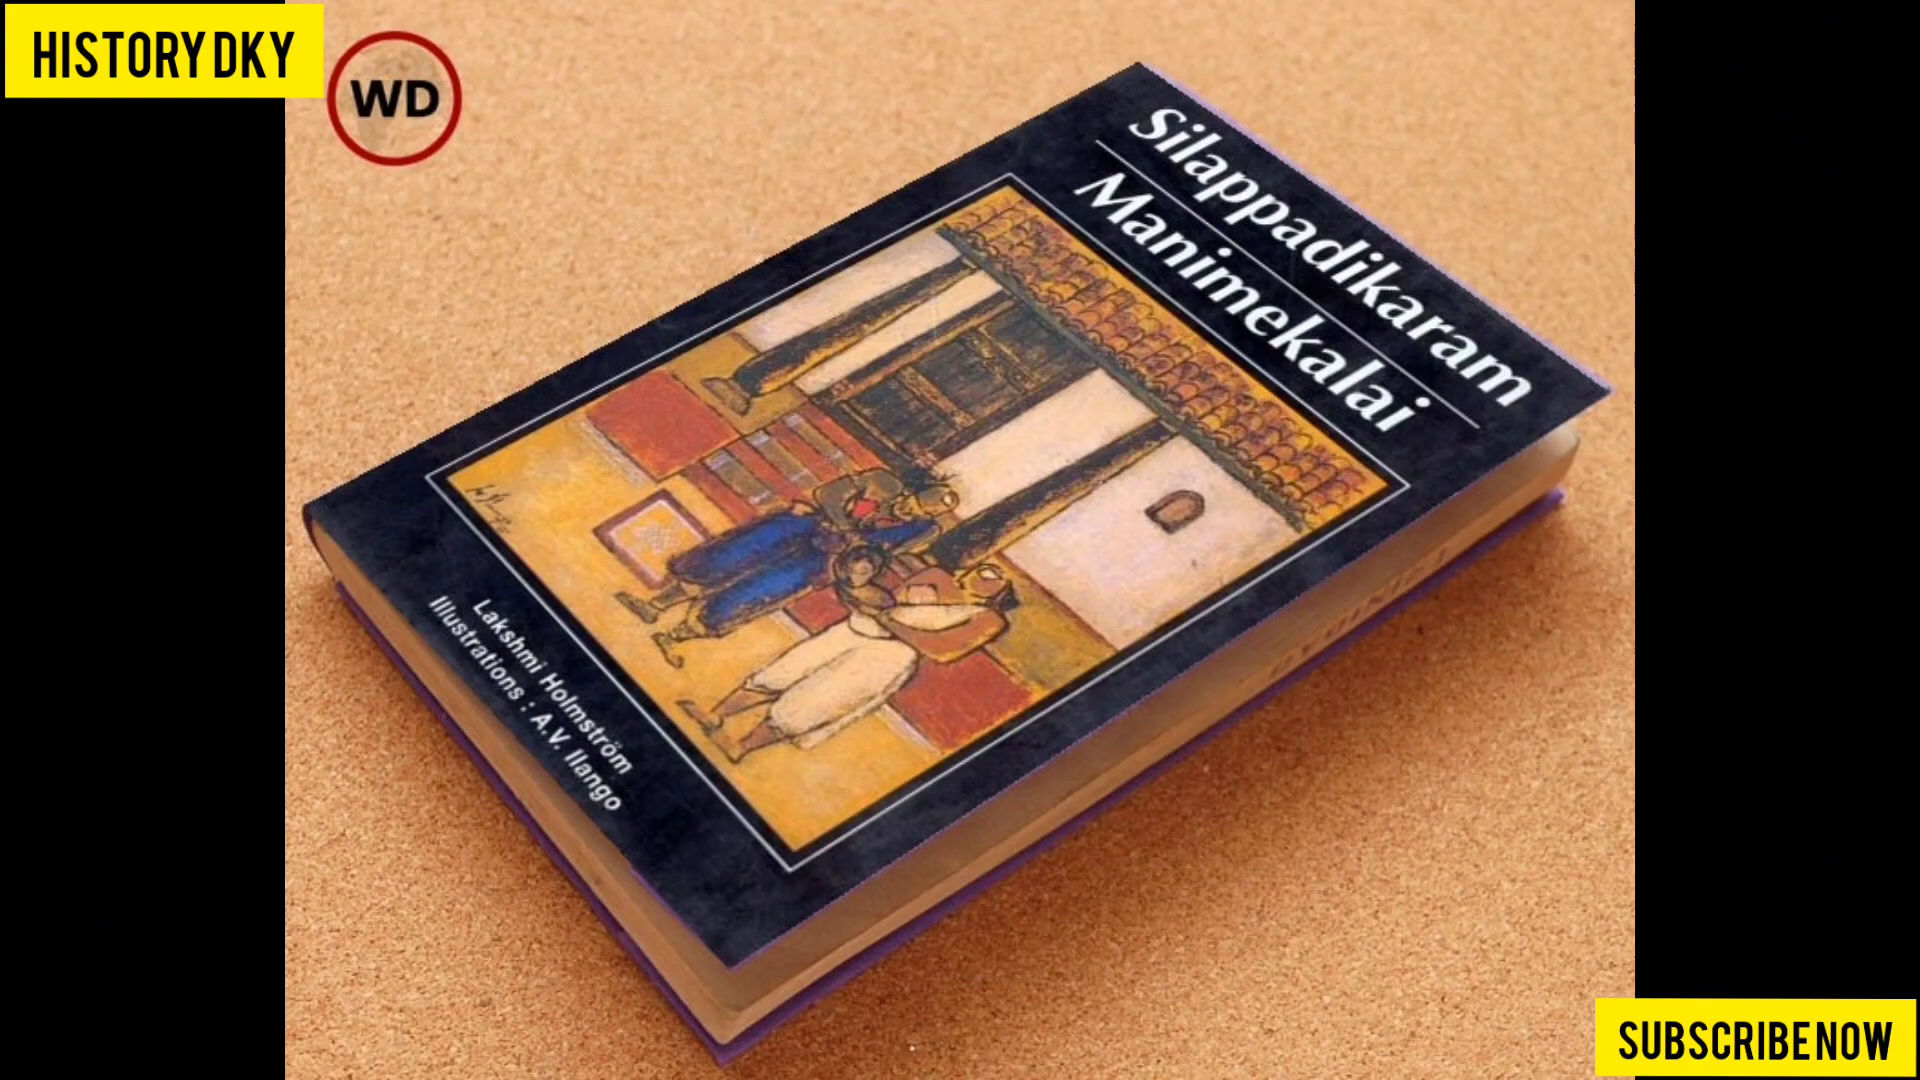 HISTORY DKY
WD
Silappadikaram
Manimekalai
Lakshmi Holmström
Illustrations : A.V. Ilango
SUBSCRIBE NOW